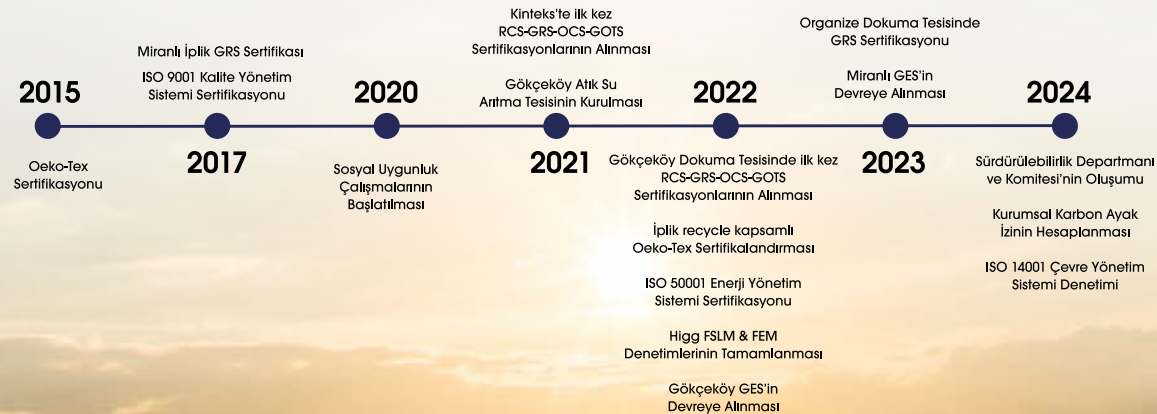 2015
Oeko-Tex
Sertifikasyonu
Miranlı İplik GRS Sertifikası
ISO 9001 Kalite Yönetim
Sistemi Sertifikasyonu
2017
2020
Sosyal Uygunluk
Çalışmalarının
Başlatılması
Kinteks'te ilk kez
RCS-GRS-OCS-GOTS
Sertifikasyonlarının Alınması
Gökçeköy Atık Su
Arıtma Tesisinin Kurulması
2021
2022
Gökçeköy Dokuma Tesisinde ilk kez
RCS-GRS-OCS-GOTS
Sertifikasyonlarının Alınması
İplik recycle kapsamlı
Oeko-Tex Sertifikalandırması
ISO 50001 Enerji Yönetim
Sistemi Sertifikasyonu
Higg FSLM & FEM
Denetimlerinin Tamamlanması
Gökçeköy GES'in
Devreye Alınması
Organize Dokuma Tesisinde
GRS Sertifikasyonu
Miranlı GES'in
Devreye Alınması
2023
2024
Sürdürülebilirlik Departmanı
ve Komitesi'nin Oluşumu
Kurumsal Karbon Ayak
İzinin Hesaplanması
ISO 14001 Çevre Yönetim
Sistemi Denetimi